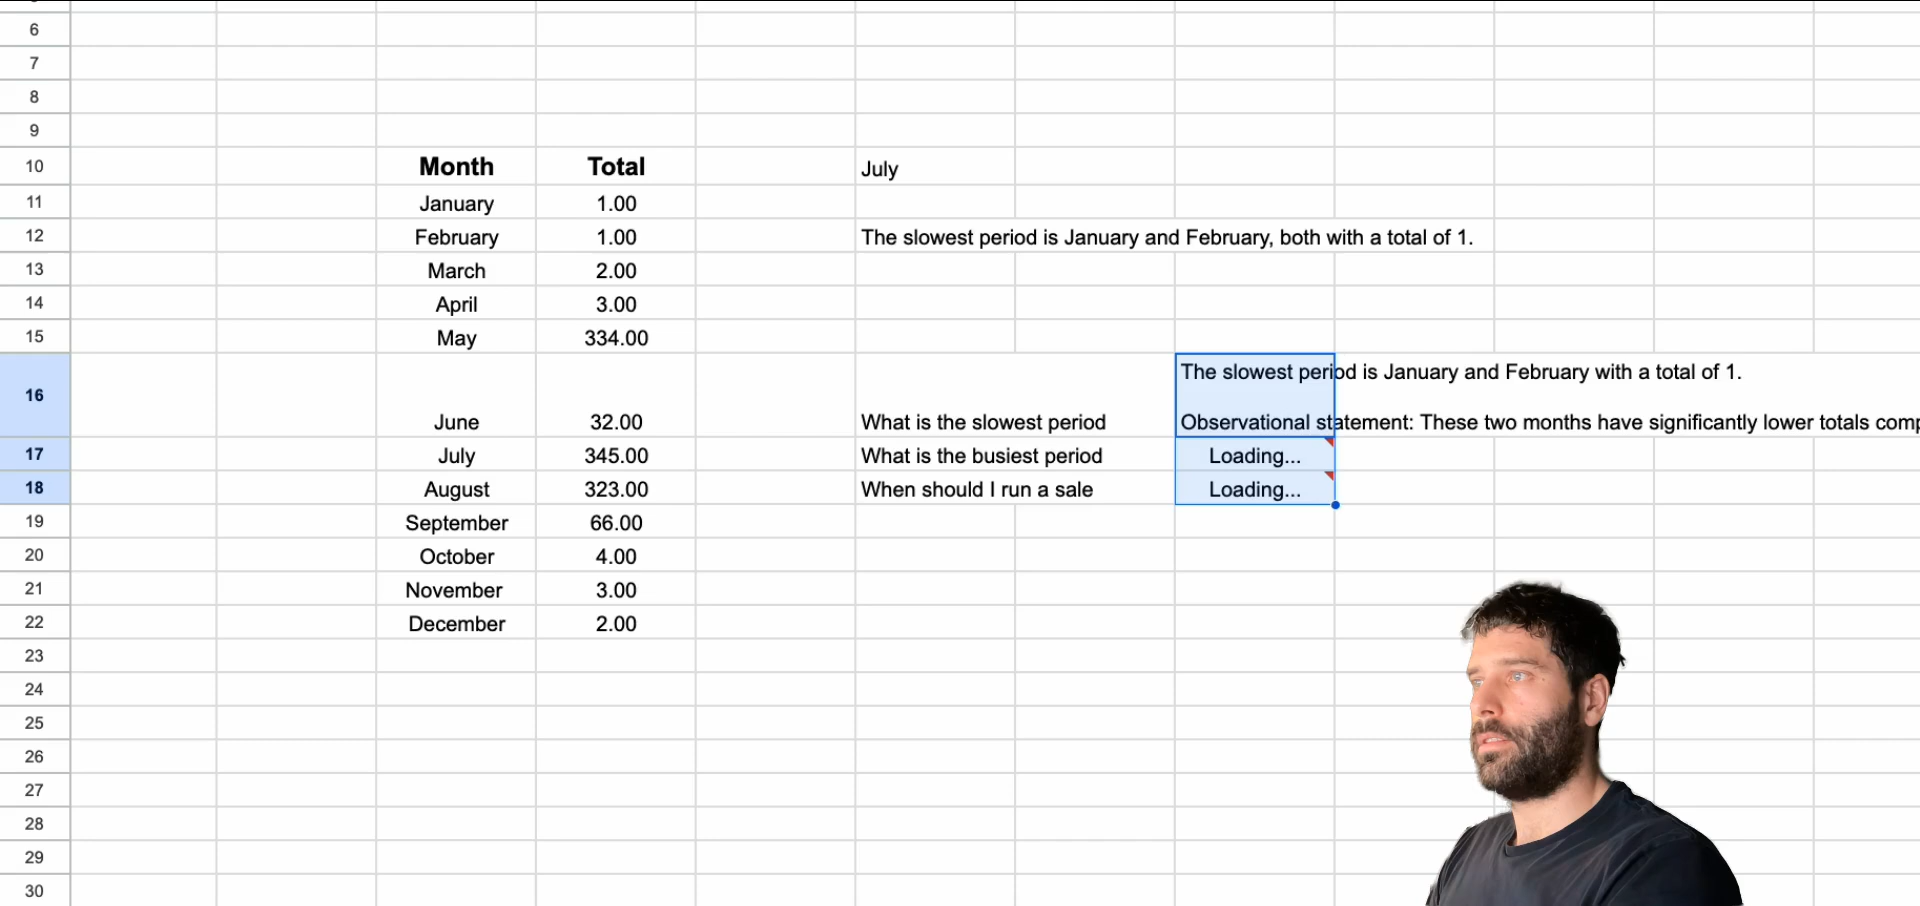 6
7
8
9
10 Month Total July
11 January 1.00
12 February 1.00 The slowest period is January and February, both with a total of 1.
13 March 2.00
14 April 3.00
15 May 334.00
The slowest period is January and February with a total of 1.
16 June 32.00 What is the slowest period Observational statement: These two months have significantly lower totals
17 July 345.00 What is the busiest period Loading...
18 August 323.00 When should I run a sale Loading...
19 September 66.00
20 October 4.00
21 November 3.00
22 December 2.00
23
24
25
26
27
28
29
30